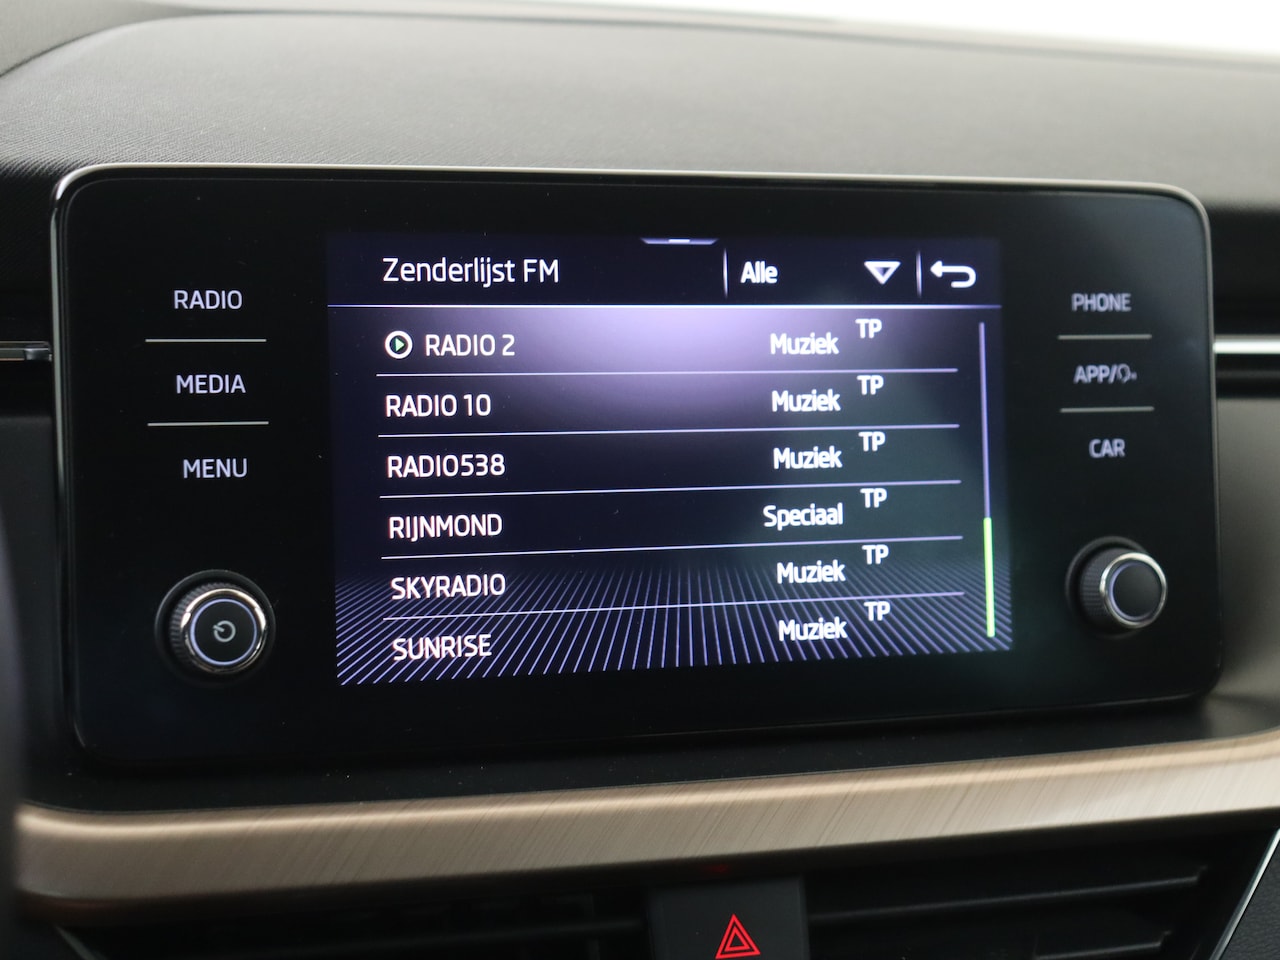 RADIO
MEDIA
MENU
Zenderlijst FM Alle
RADIO 2 Muziek TP
RADIO 10 Muziek TP
RADIO538 Muziek TP
RIJNMOND Speciaal TP
SKYRADIO Muziek TP
SUNRISE Muziek TP
PHONE
APP/
CAR